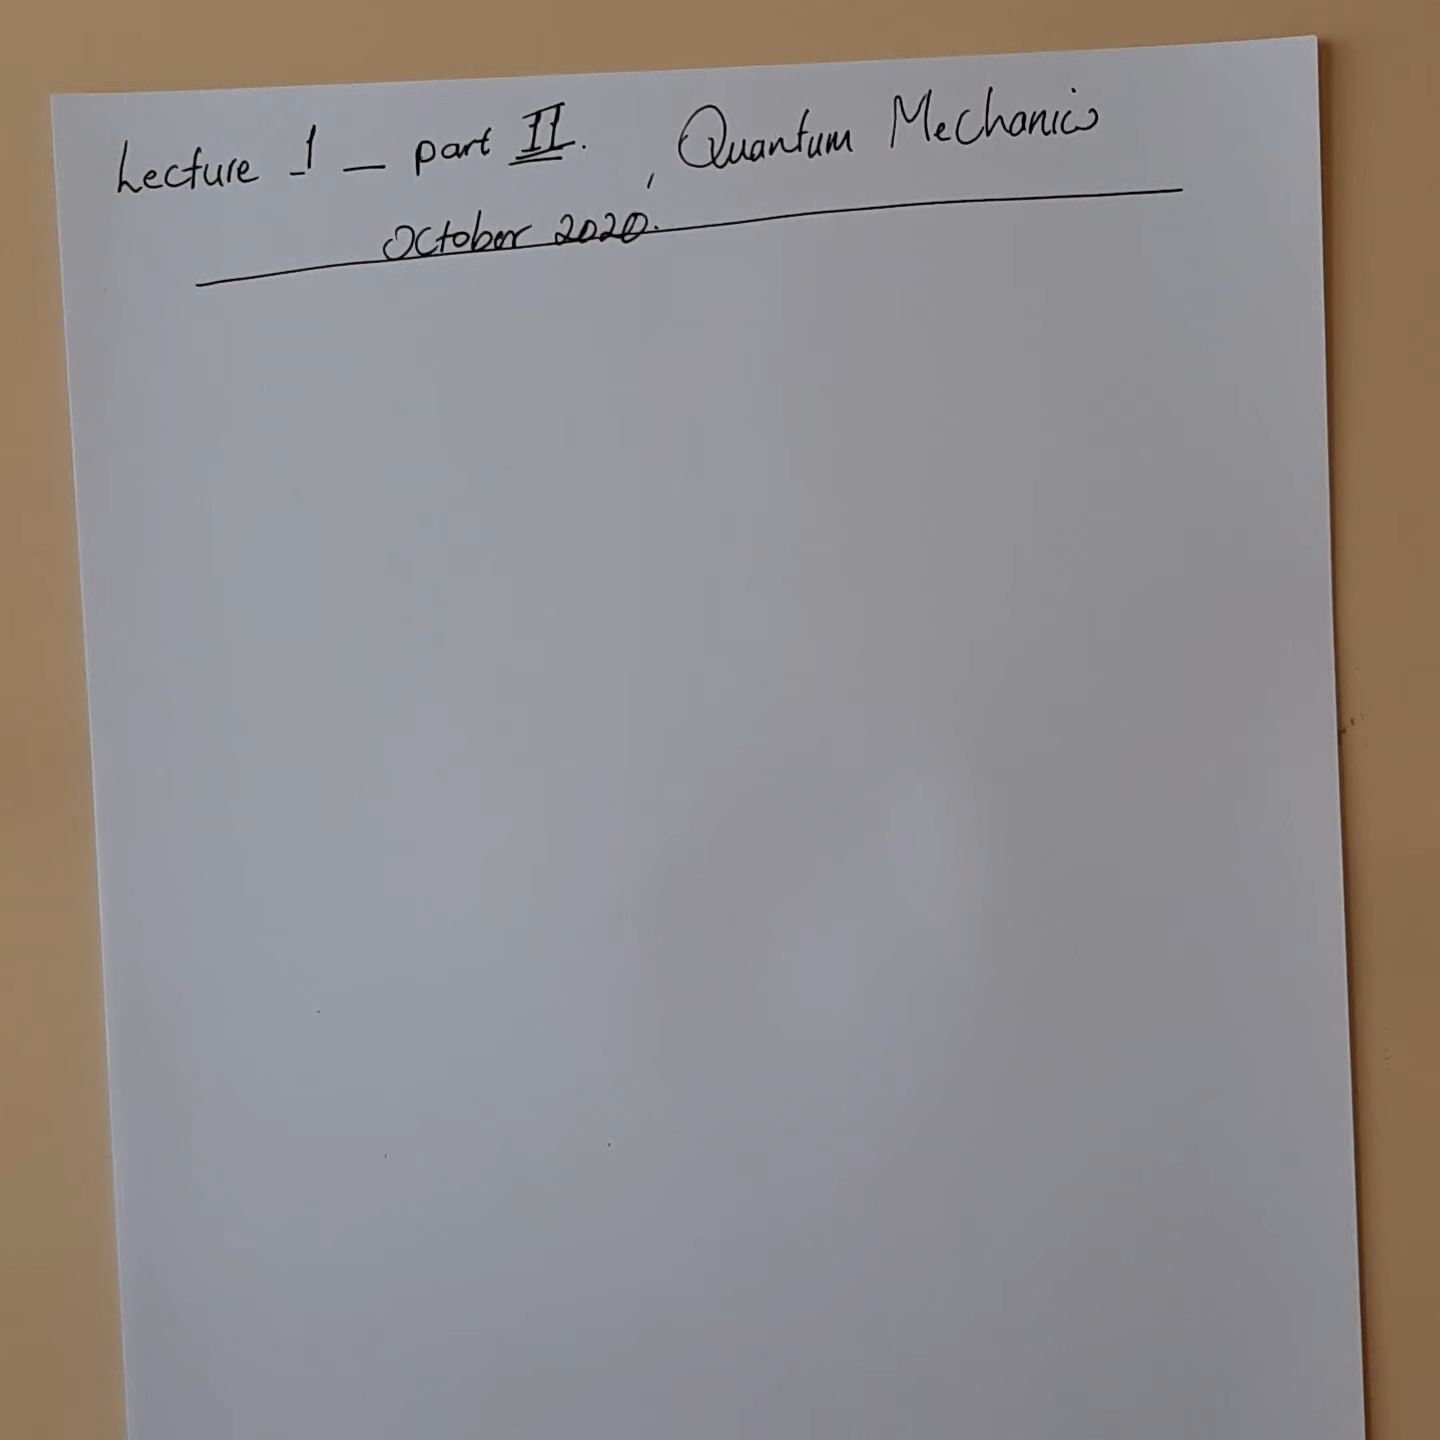 Lecture 1 — part II. , Quantum Mechanics
October 2020.